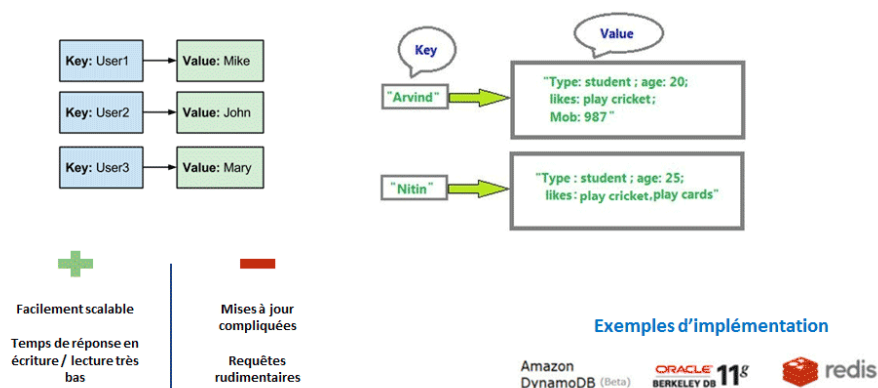 Key: User1
Value: Mike
Key: User2
Value: John
Key: User3
Value: Mary
Key
Value
"Arvind"
"Type: student ; age: 20;
likes: play cricket;
Mob: 987"
"Nitin"
"Type : student ; age: 25;
likes: play cricket,play cards"
Facilement scalable
Temps de réponse en
écriture / lecture très
bas
Mises à jour
compliquées
Requêtes
rudimentaires
Exemples d'implémentation
Amazon
DynamoDB (Beta)
ORACLE
BERKELEY DB
11g
redis